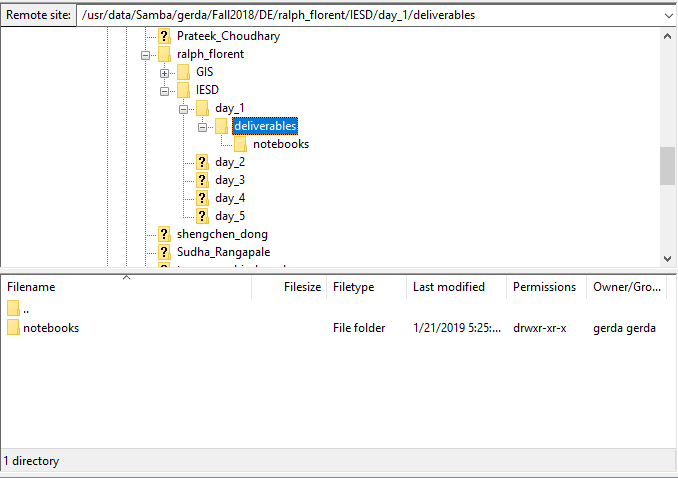 Remote site: /usr/data/Samba/gerda/Fall2018/DE/ralph_florent/IESD/day_1/deliverables
Prateek_Choudhary
ralph_florent
GIS
IESD
day_1
deliverables
notebooks
day_2
day_3
day_4
day_5
shengchen_dong
Sudha_Rangapale
Filename Filesize Filetype Last modified Permissions Owner/Gro...
..
notebooks File folder 1/21/2019 5:25:... drwxr-xr-x gerda gerda
1 directory